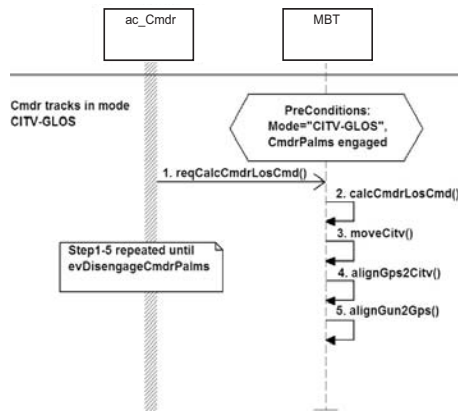 ac_Cmdr
MBT
Cmdr tracks in mode
CITV-GLOS
PreConditions:
Mode="CITV-GLOS",
CmdrPalms engaged
1. reqCalcCmdrLosCmd()
2. calcCmdrLosCmd()
3. moveCitv()
Step1-5 repeated until
evDisengageCmdrPalms
4. alignGps2Citv()
5. alignGun2Gps()